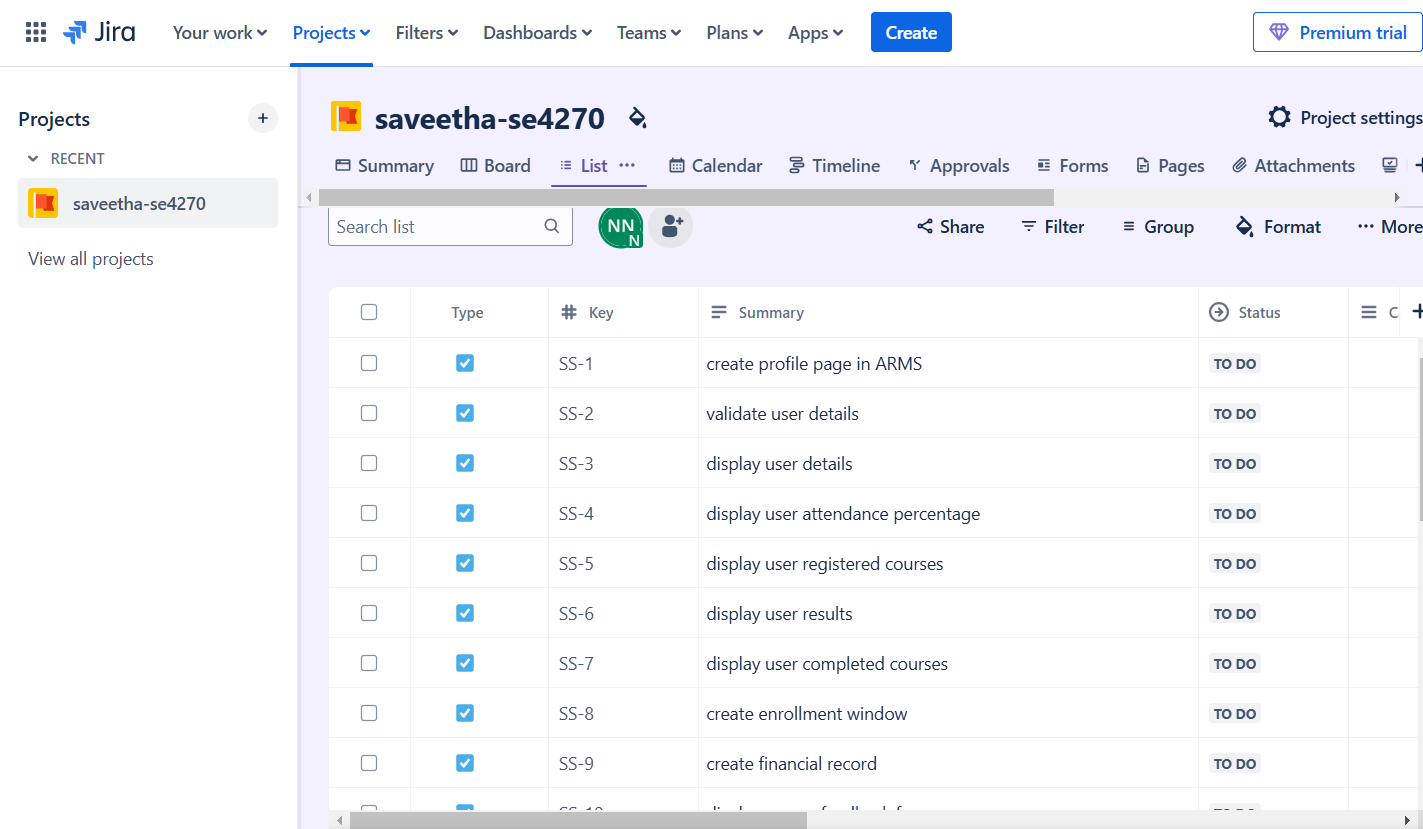 Jira Your work Projects Filters Dashboards Teams Plans Apps Create Premium trial
Projects
RECENT
saveetha-se4270
View all projects
saveetha-se4270
Project settings
Summary Board List Calendar Timeline Approvals Forms Pages Attachments
Search list NN N Share Filter Group Format More
Type Key Summary Status
SS-1 create profile page in ARMS TO DO
SS-2 validate user details TO DO
SS-3 display user details TO DO
SS-4 display user attendance percentage TO DO
SS-5 display user registered courses TO DO
SS-6 display user results TO DO
SS-7 display user completed courses TO DO
SS-8 create enrollment window TO DO
SS-9 create financial record TO DO